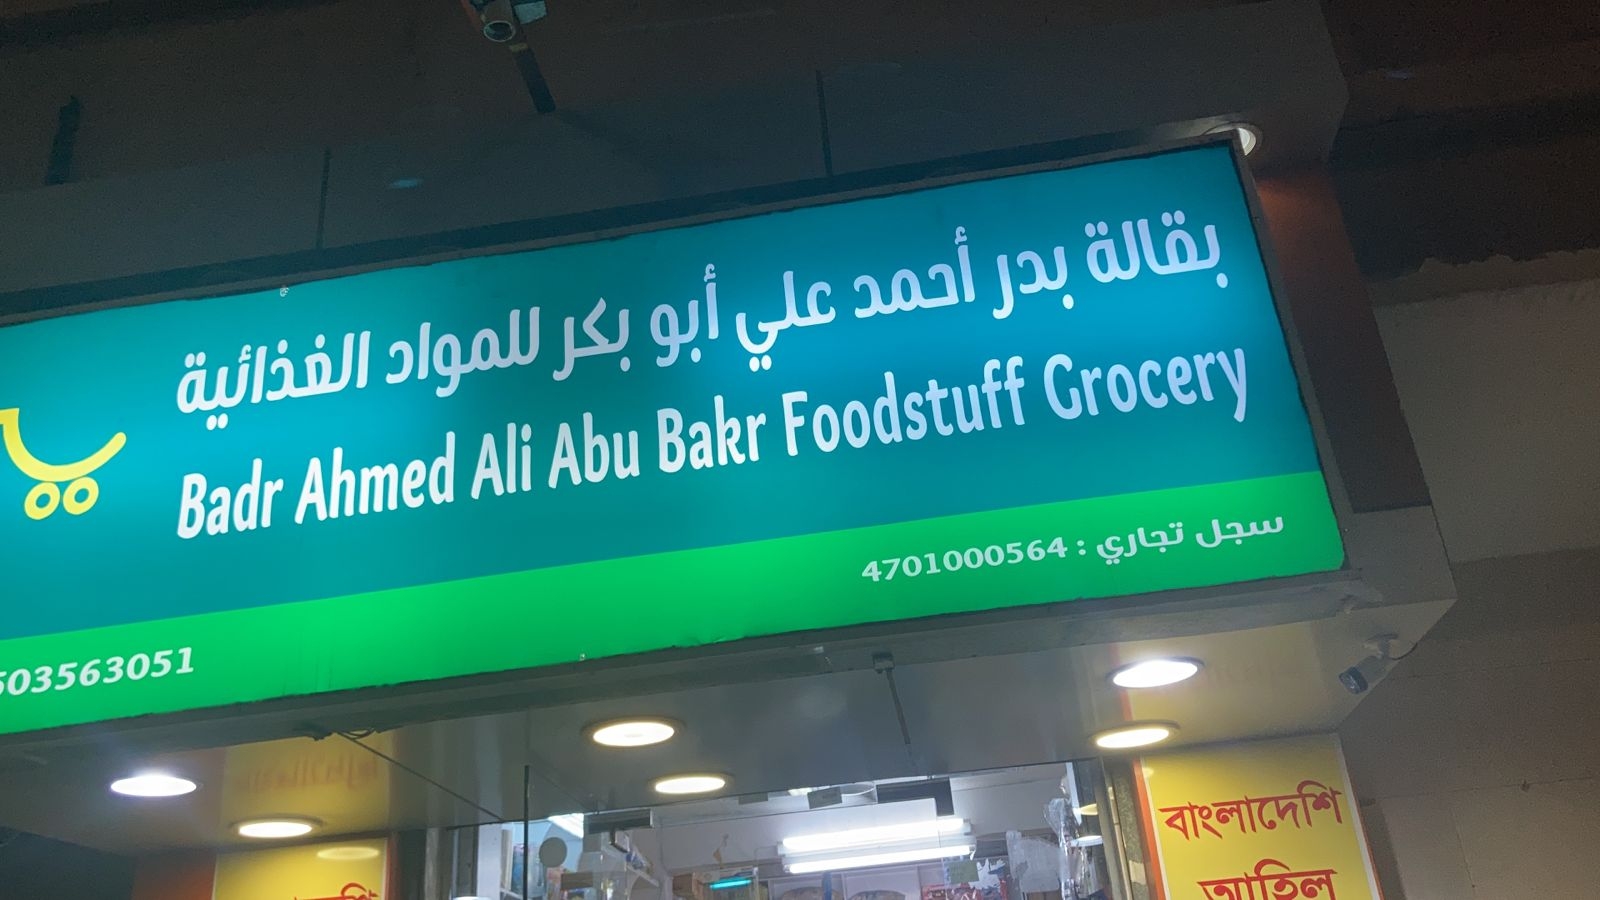 بقالة بدر أحمد علي أبو بكر للمواد الغذائية
Badr Ahmed Ali Abu Bakr Foodstuff Grocery
سجل تجاري : 4701000564
503563051
বাংলাদেশি
আহিল